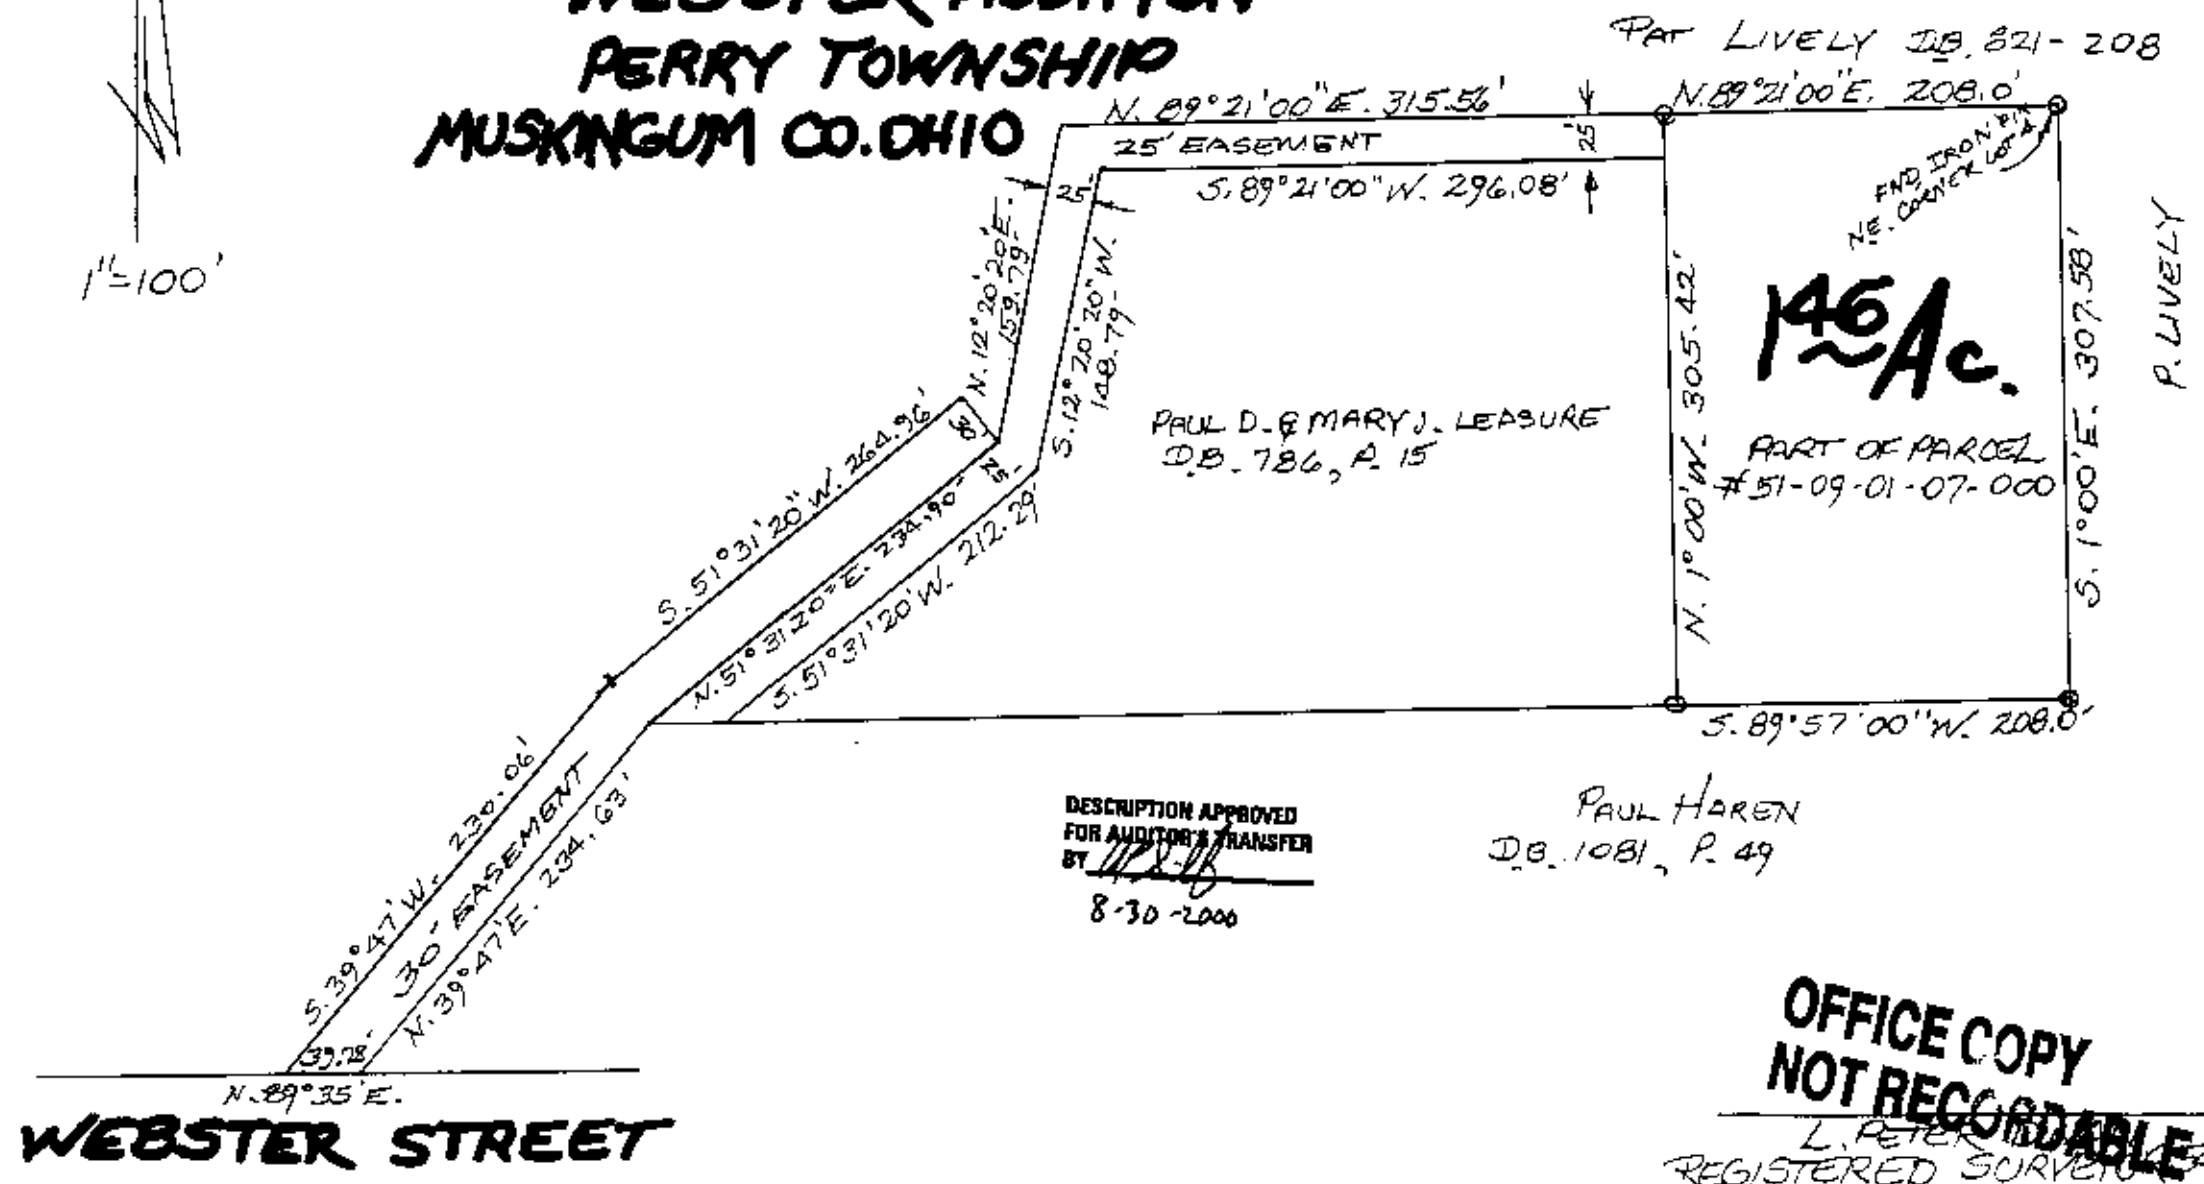 PERRY TOWNSHIP
MUSKINGUM CO. OHIO
1"=100'
PAT LIVELY D.B. 821-208
N. 89°21'00"E. 315.56'
N. 89°21'00"E. 208.0'
25' EASEMENT
25'
S. 89°21'00"W. 296.08'
FND. IRON PIN
N.E. CORNER LOT
25'
N. 12°20'20"E.
159.79'
S. 12°20'20"W.
148.79'
P. LIVELY
S. 1°00'E. 307.58'
N. 1°00'W. 305.42'
1 46 Ac.
PART OF PARCEL
#51-09-01-07-000
PAUL D. & MARY J. LEASURE
D.B. 786, P. 15
S. 51°31'20"W. 264.96'
30'
N. 51°31'20"E. 234.90'
25'
S. 51°31'20"W. 212.29'
S. 89°57'00"W. 208.0'
PAUL HAREN
D.B. 1081, P. 49
DESCRIPTION APPROVED
FOR AUDITOR'S TRANSFER
BY
8-30-2000
S. 39°47'W. 230.06'
30' EASEMENT
N. 39°47'E. 234.63'
39.28'
N. 89°35'E.
WEBSTER STREET
OFFICE COPY
NOT RECORDABLE
L. PETER
REGISTERED